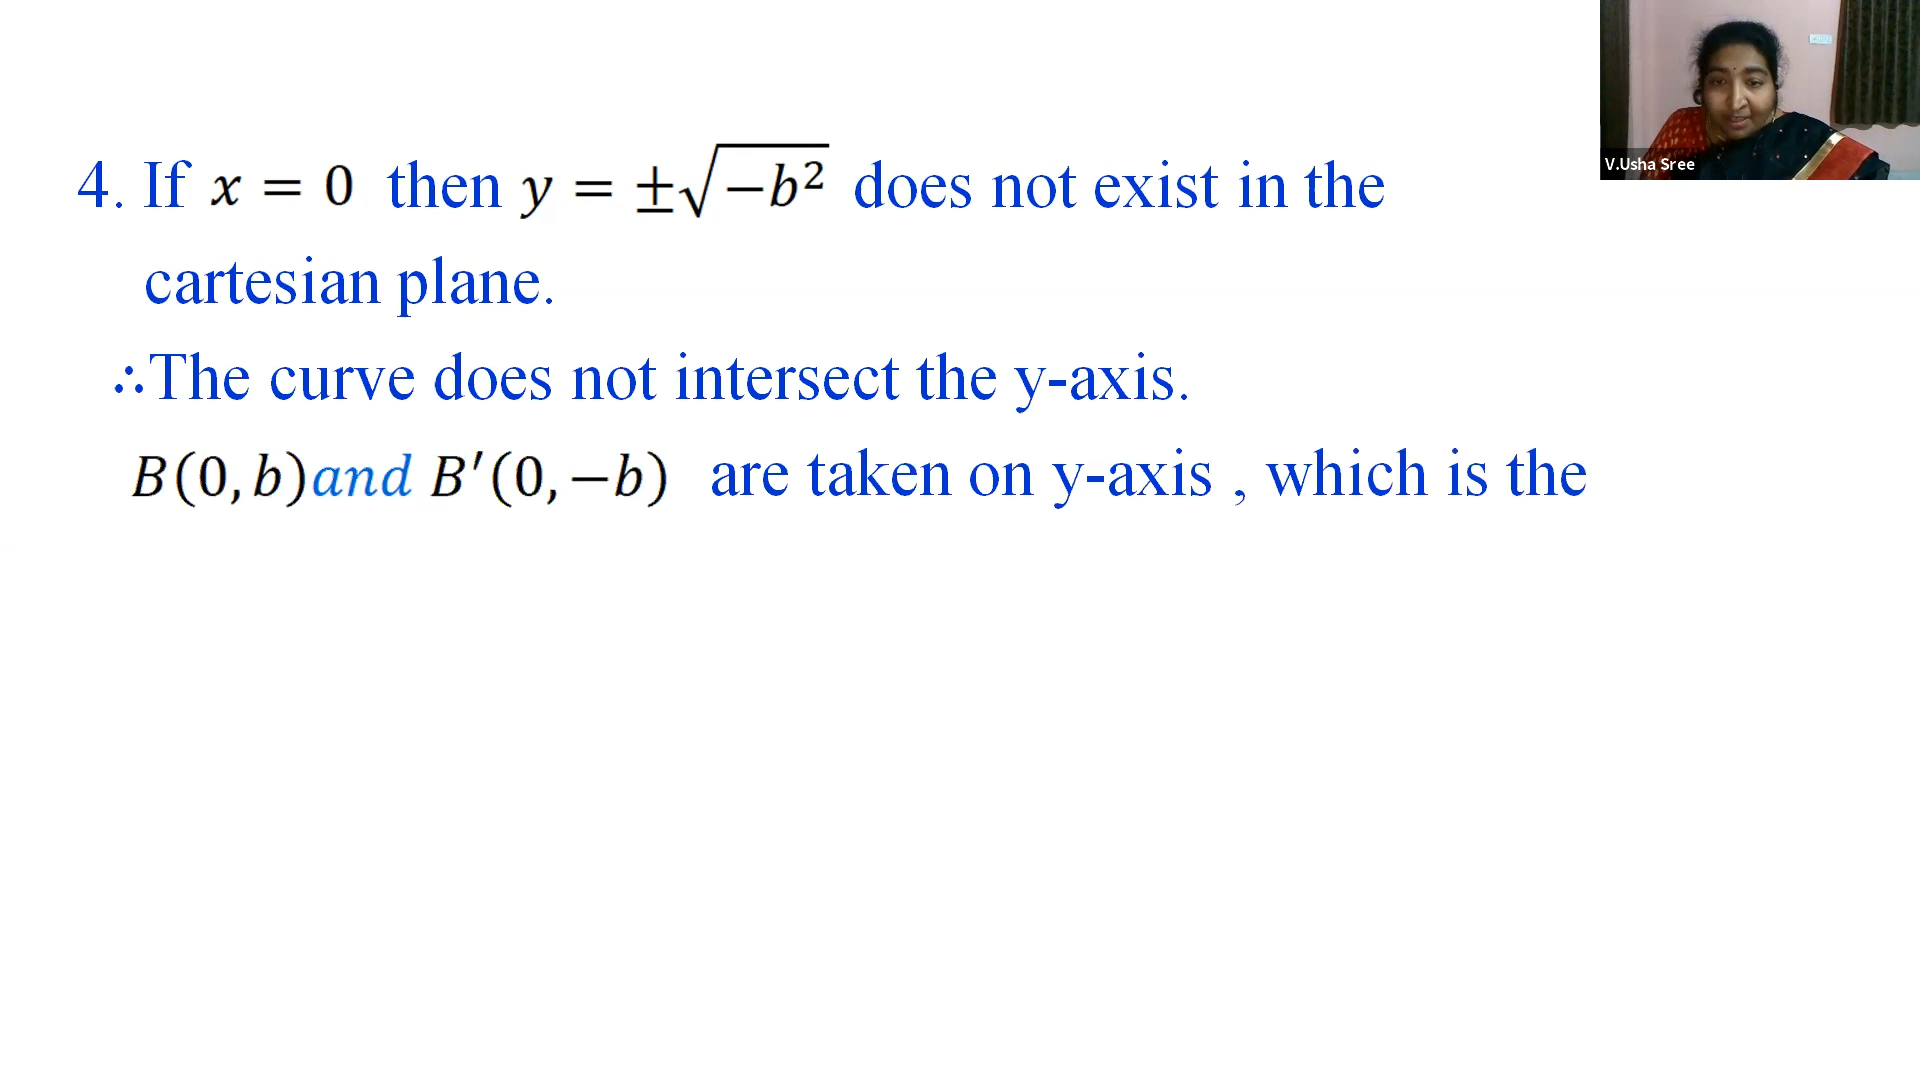 4. If x = 0 then y = ±√−b² does not exist in the
cartesian plane.
∴The curve does not intersect the y-axis.
B(0, b)and B′(0, −b) are taken on y-axis , which is the
V.Usha Sree